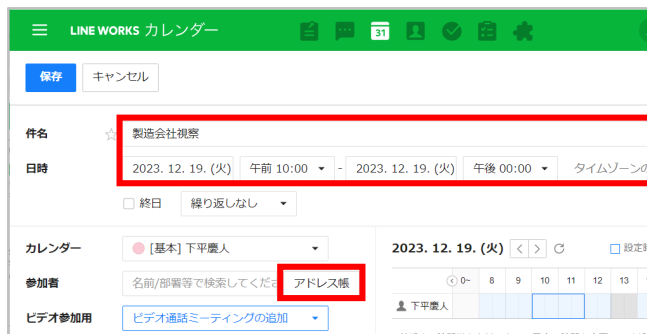 LINE WORKS カレンダー 31
保存 キャンセル
件名 ☆ 製造会社視察
日時 2023. 12. 19. (火) 午前 10:00 - 2023. 12. 19. (火) 午後 00:00 タイムゾーンの
終日 繰り返しなし
カレンダー [基本] 下平慶人 2023. 12. 19. (火) < > 設定時
参加者 名前/部署等で検索してくださ アドレス帳 0~ 8 9 10 11 12 13
下平慶人
ビデオ参加用 ビデオ通話ミーティングの追加